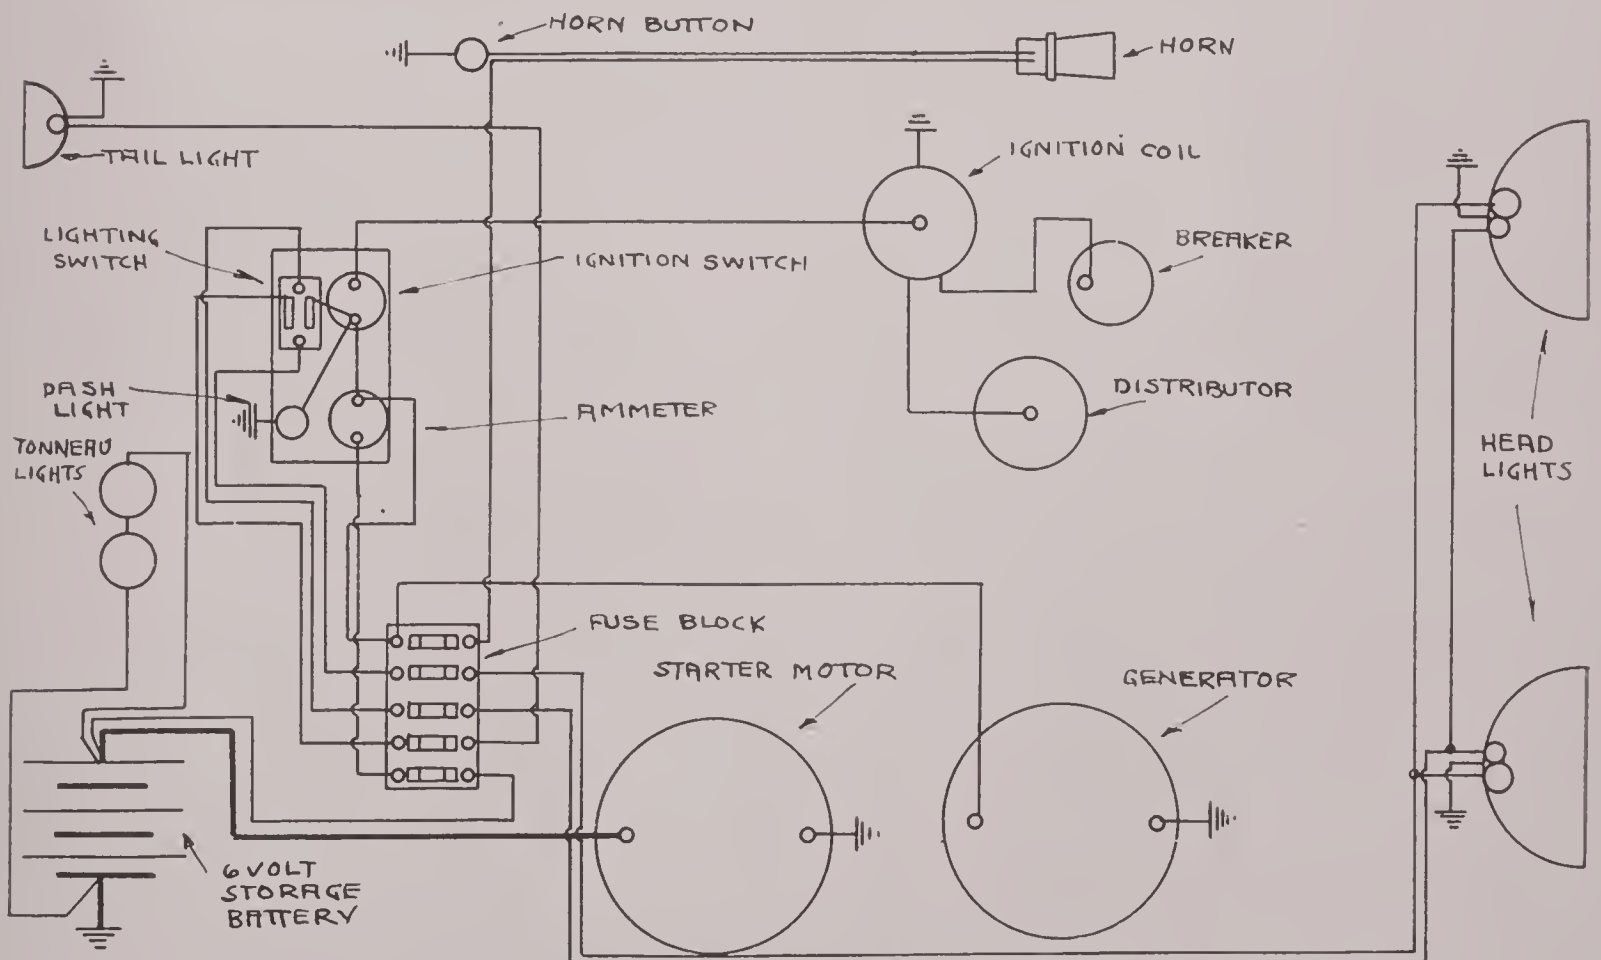 HORN BUTTON
HORN
TAIL LIGHT
IGNITION COIL
LIGHTING
SWITCH
IGNITION SWITCH
BREAKER
DASH
LIGHT
AMMETER
DISTRIBUTOR
TONNEAU
LIGHTS
HEAD
LIGHTS
FUSE BLOCK
STARTER MOTOR
GENERATOR
6 VOLT
STORAGE
BATTERY